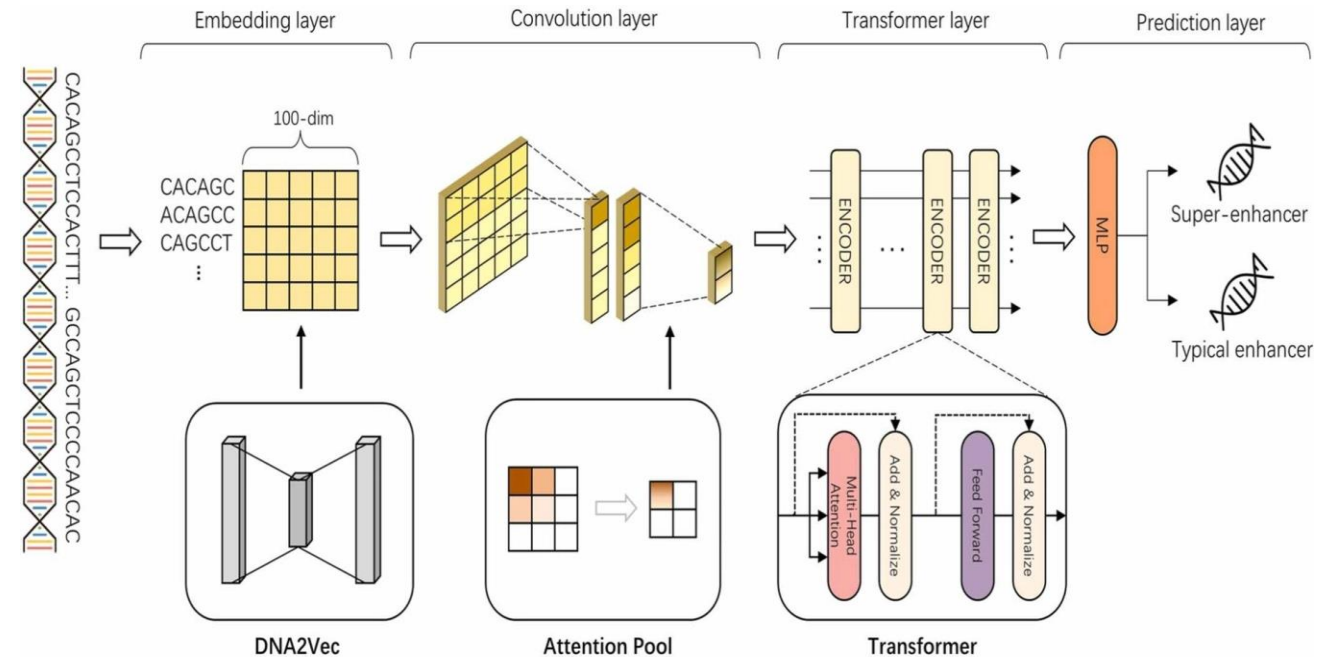 Embedding layer
Convolution layer
Transformer layer
Prediction layer
CACAGCCTCCACTTT... GCCAGCTCCCCAACAC
100-dim
CACAGC
ACAGCC
CAGCCT
⋮
ENCODER
...
ENCODER
ENCODER
MLP
Super-enhancer
Typical enhancer
Multi-Head
Attention
Add & Normalize
Feed Forward
Add & Normalize
DNA2Vec
Attention Pool
Transformer